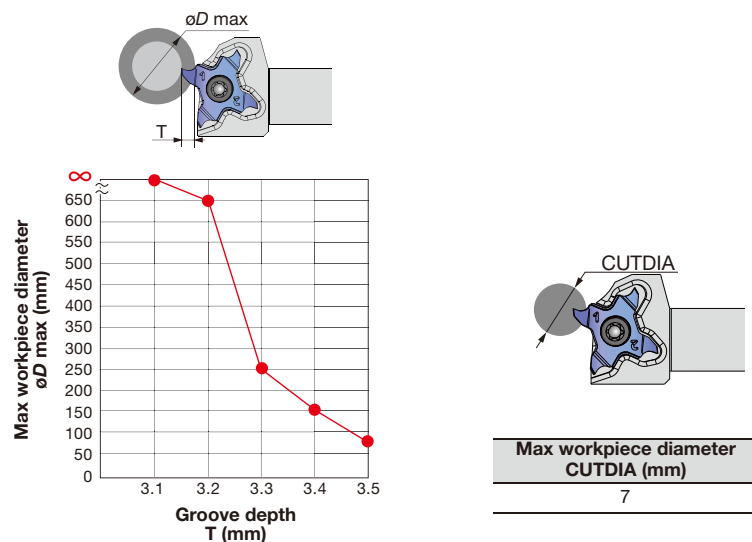 øD max
T
∞
650
600
550
500
450
400
350
300
250
200
150
100
50
0
Max workpiece diameter
øD max (mm)
3.1 3.2 3.3 3.4 3.5
Groove depth
T (mm)
CUTDIA
Max workpiece diameter
CUTDIA (mm)
7